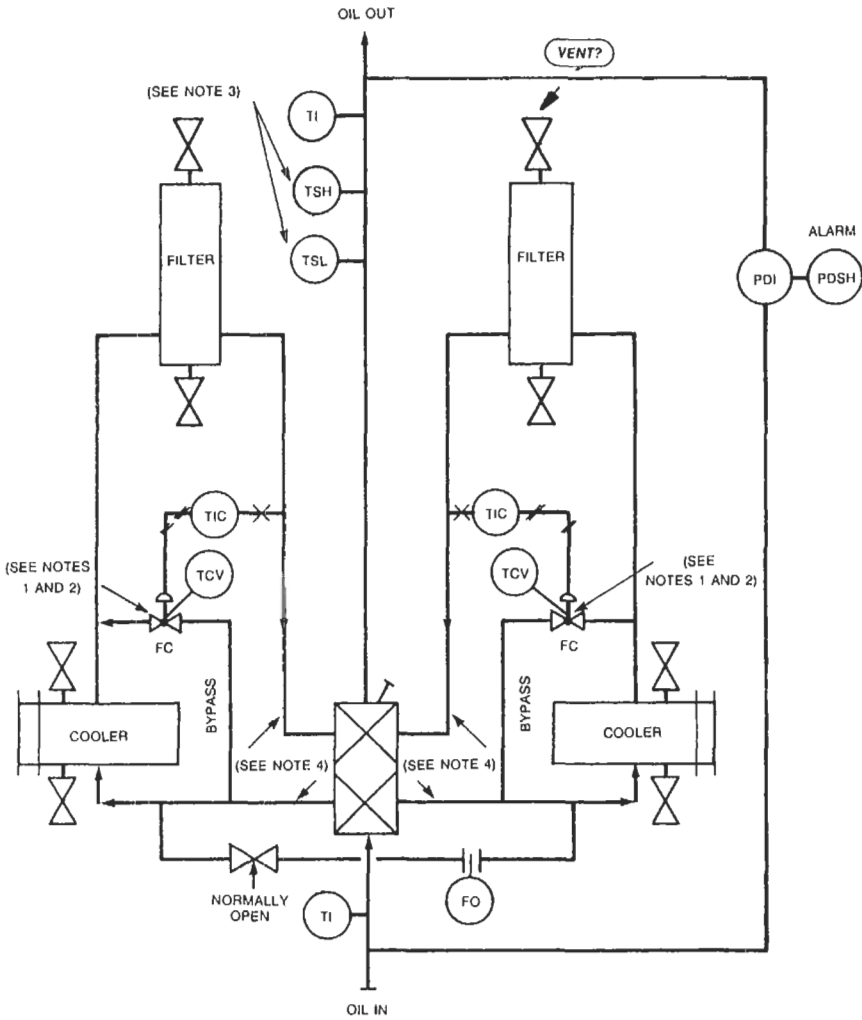 OIL OUT
VENT?
(SEE NOTE 3)
TI
TSH
TSL
FILTER
FILTER
ALARM
PDI
PDSH
TIC
TIC
(SEE NOTES
1 AND 2)
TCV
TCV
(SEE
NOTES 1 AND 2)
FC
FC
BYPASS
BYPASS
COOLER
COOLER
(SEE NOTE 4)
(SEE NOTE 4)
NORMALLY
OPEN
FO
TI
OIL IN